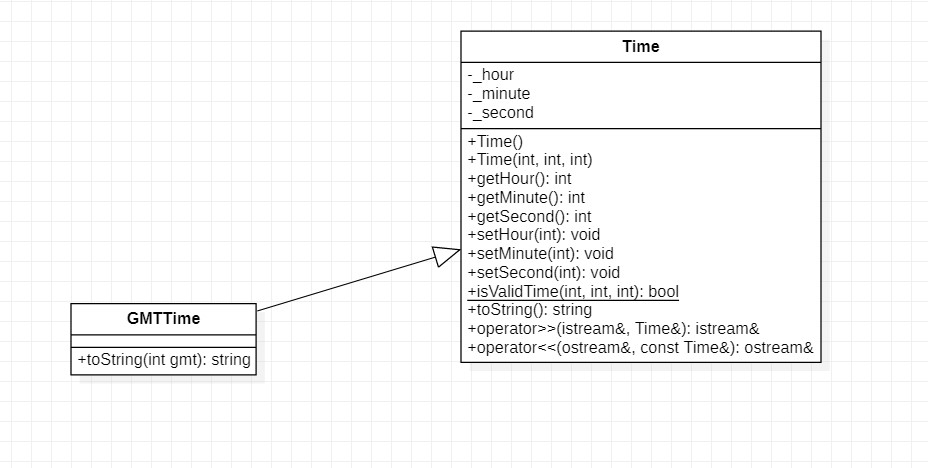 Time
-_hour
-_minute
-_second
+Time()
+Time(int, int, int)
+getHour(): int
+getMinute(): int
+getSecond(): int
+setHour(int): void
+setMinute(int): void
+setSecond(int): void
+isValidTime(int, int, int): bool
+toString(): string
+operator>>(istream&, Time&): istream&
+operator<<(ostream&, const Time&): ostream&
GMTTime
+toString(int gmt): string